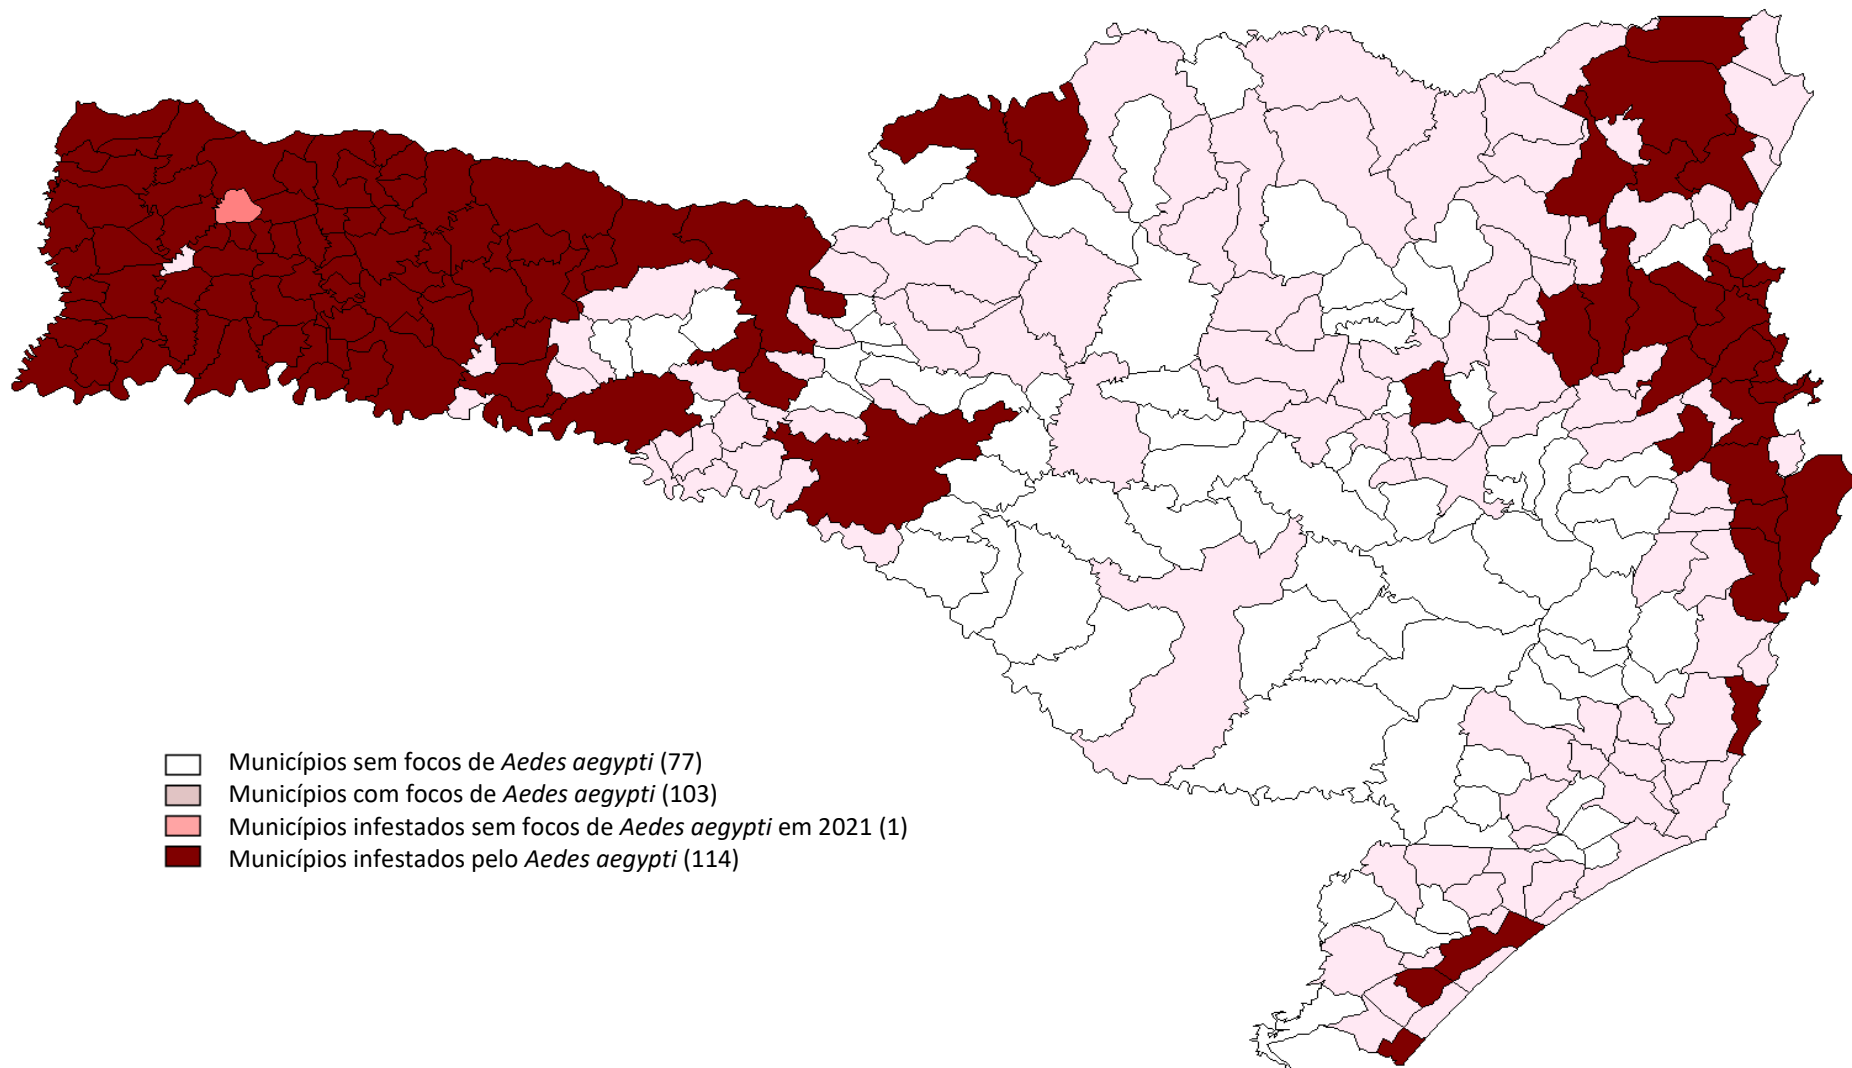 Municípios sem focos de Aedes aegypti (77)
Municípios com focos de Aedes aegypti (103)
Municípios infestados sem focos de Aedes aegypti em 2021 (1)
Municípios infestados pelo Aedes aegypti (114)